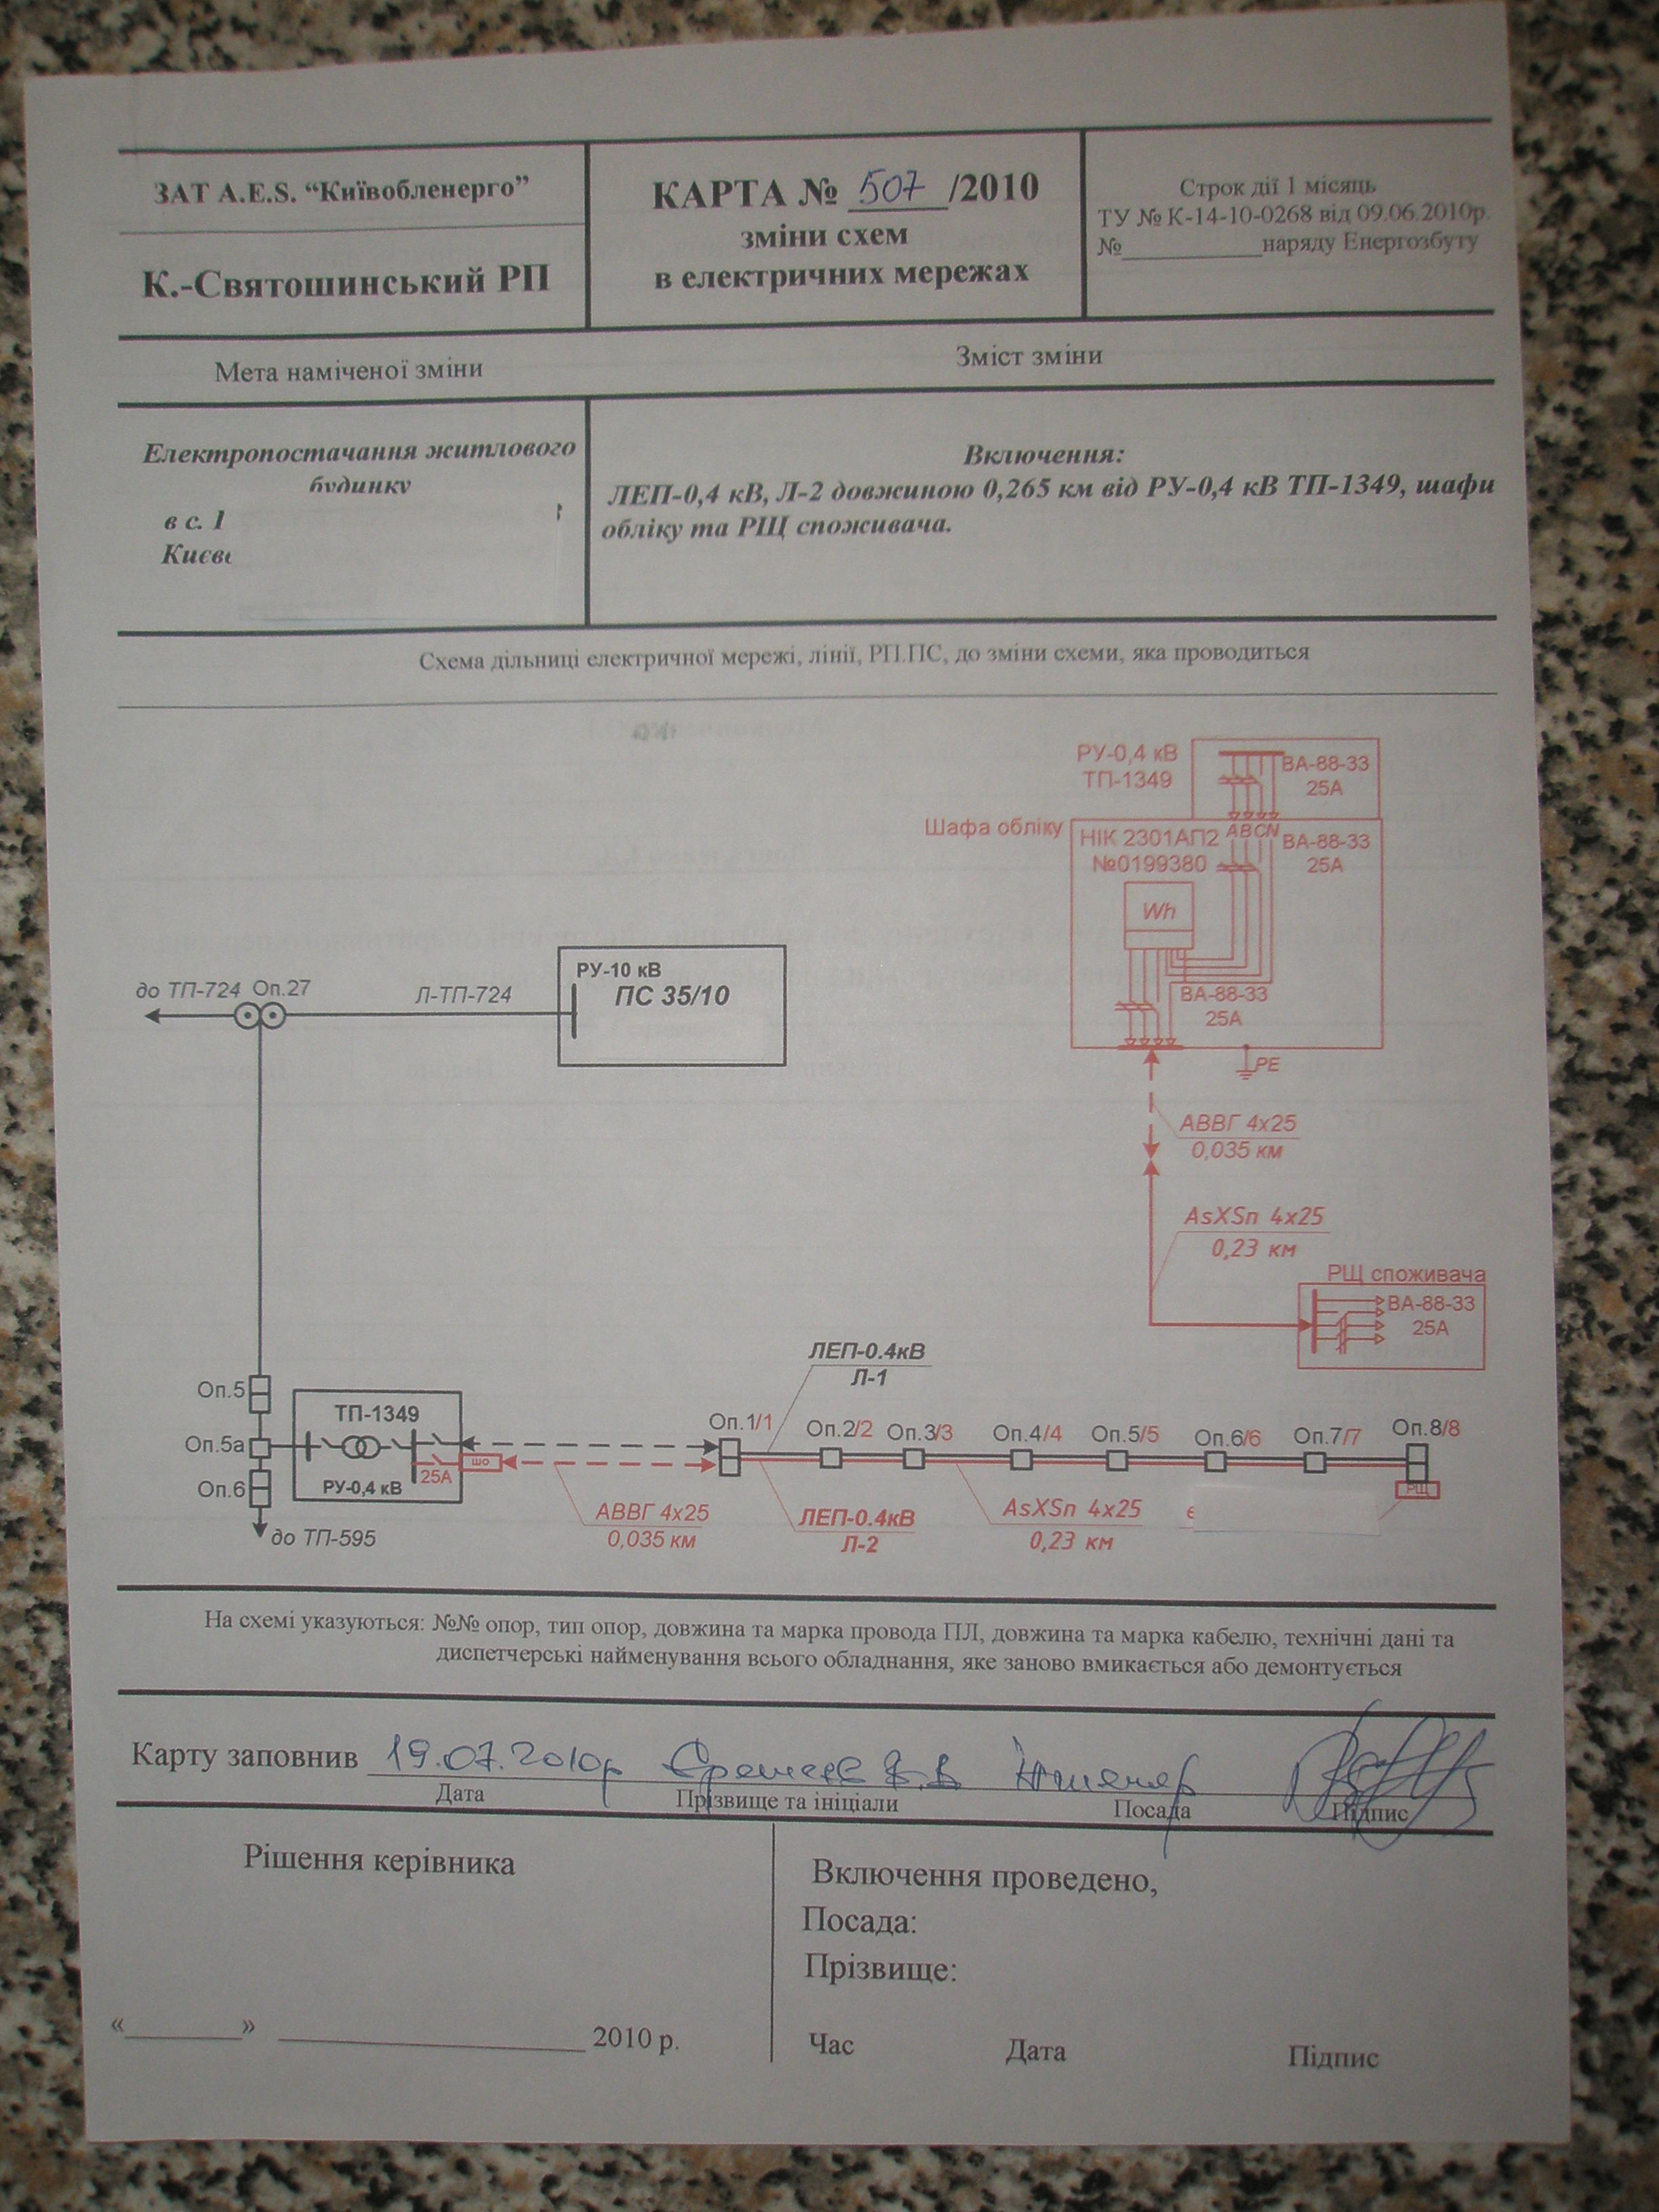 ЗАТ A.E.S. “Київобленерго”
К.-Святошинський РП
КАРТА № 507 /2010
зміни схем
в електричних мережах
Строк дії 1 місяць
ТУ № К-14-10-0268 від 09.06.2010р.
№ наряду Енергозбуту
Мета наміченої зміни
Зміст зміни
Електропостачання житлового
будинку
в с.
Включення:
ЛЕП-0,4 кВ, Л-2 довжиною 0,265 км від РУ-0,4 кВ ТП-1349, шафи
обліку та РЩ споживача.
Схема дільниці електричної мережі, лінії, РП.ПС, до зміни схеми, яка проводиться
РУ-0,4 кВ
ТП-1349
ВА-88-33
25А
Шафа обліку
НІК 2301АП2
№0199380
ABCN
ВА-88-33
25А
Wh
ВА-88-33
25А
PE
АВВГ 4х25
0,035 км
AsXSn 4х25
0,23 км
РЩ споживача
ВА-88-33
25А
до ТП-724
Оп.27
Л-ТП-724
РУ-10 кВ
ПС 35/10
Оп.5
Оп.5а
Оп.6
до ТП-595
ТП-1349
РУ-0,4 кВ
25А
шо
ЛЕП-0.4кВ
Л-1
Оп.1/1
Оп.2/2
Оп.3/3
Оп.4/4
Оп.5/5
Оп.6/6
Оп.7/7
Оп.8/8
РЩ
АВВГ 4х25
0,035 км
ЛЕП-0.4кВ
Л-2
AsXSn 4х25
0,23 км
На схемі указуються: №№ опор, тип опор, довжина та марка провода ПЛ, довжина та марка кабелю, технічні дані та
диспетчерські найменування всього обладнання, яке заново вмикається або демонтується
Карту заповнив 19.07.2010р Інженер
Дата
Прізвище та ініціали
Посада
Підпис
Рішення керівника
«» 2010 р.
Включення проведено,
Посада:
Прізвище:
Час Дата Підпис